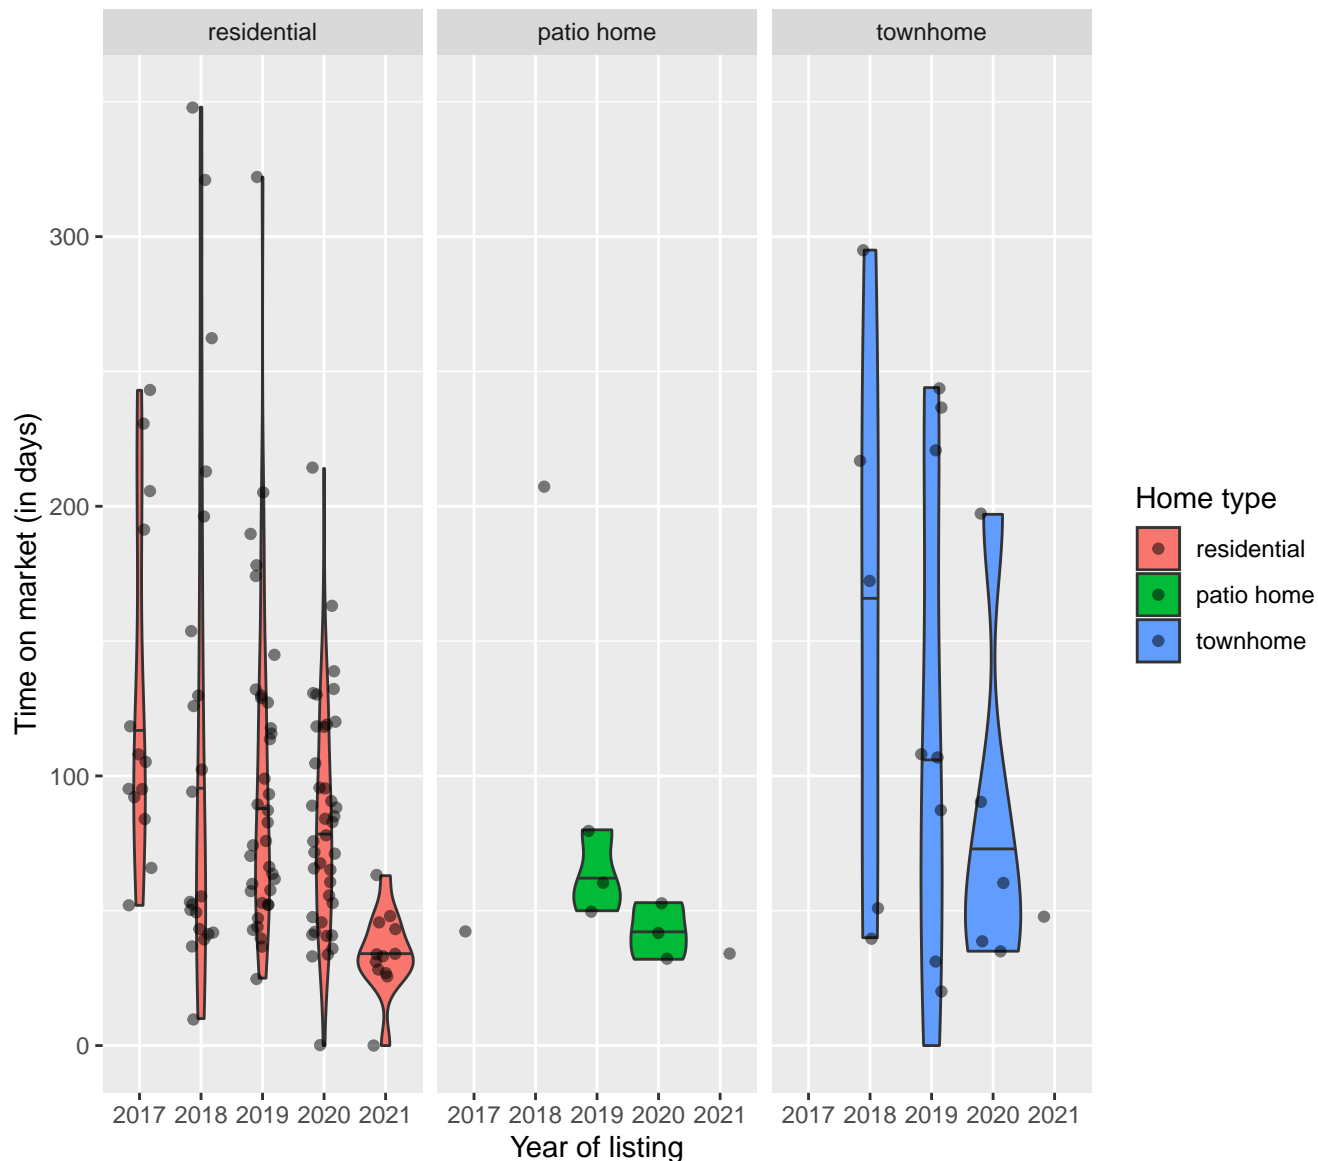 residential patio home townhome
300
200
100
0
Time on market (in days)
2017 2018 2019 2020 2021 2017 2018 2019 2020 2021 2017 2018 2019 2020 2021
Year of listing
Home type
residential
patio home
townhome